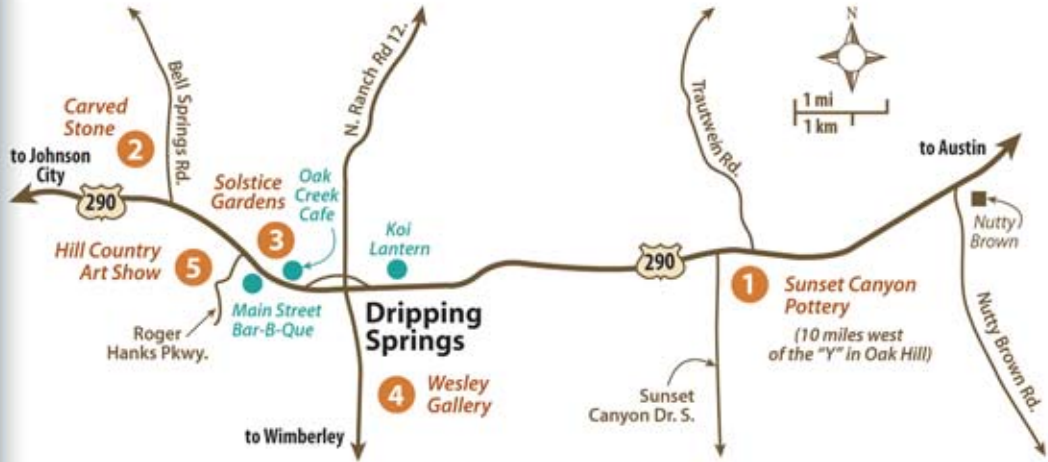 N
1 mi
1 km
Bell Springs Rd.
N. Ranch Rd 12.
Trautwein Rd.
Carved
Stone
2
to Johnson
City
290
Solstice
Gardens
3
Oak
Creek
Cafe
Koi
Lantern
to Austin
Nutty
Brown
Hill Country
Art Show
5
Main Street
Bar-B-Que
Roger
Hanks Pkwy.
Dripping
Springs
290
1
Sunset Canyon
Pottery
(10 miles west
of the "Y" in Oak Hill)
Nutty Brown Rd.
4
Wesley
Gallery
Sunset
Canyon Dr. S.
to Wimberley